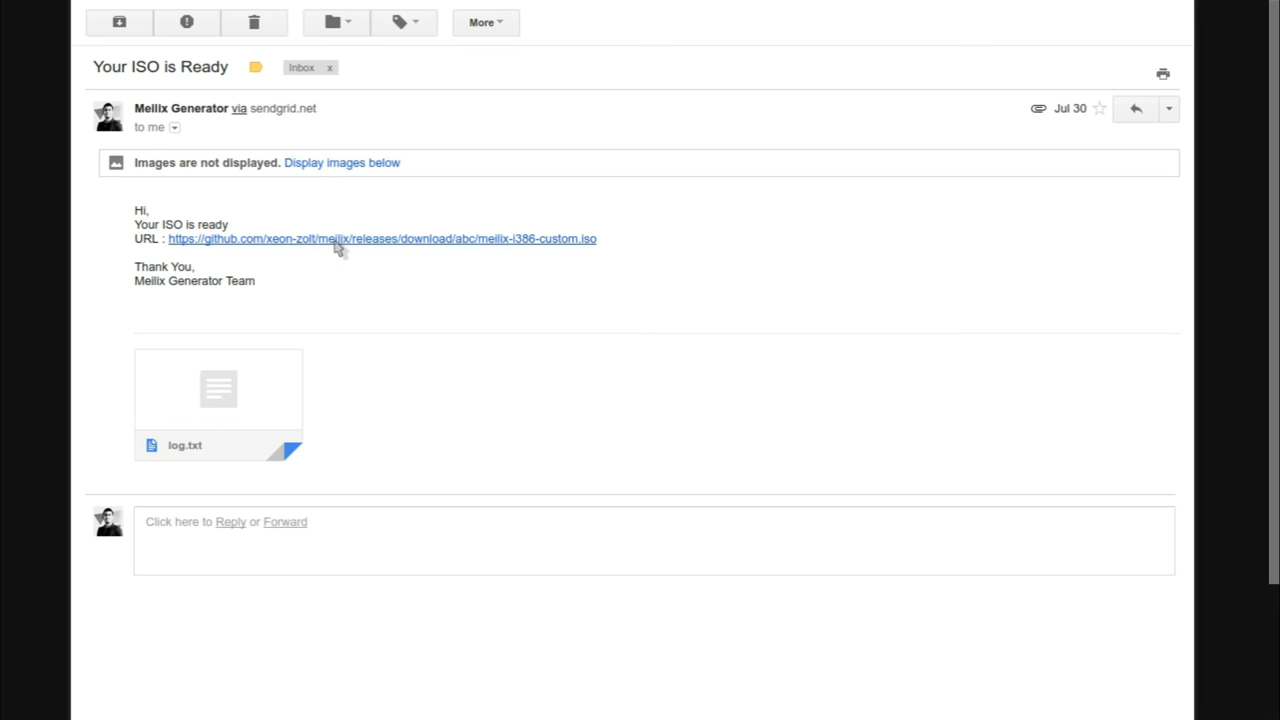 More
Your ISO is Ready Inbox x
Meilix Generator via sendgrid.net Jul 30
to me
Images are not displayed. Display images below
Hi,
Your ISO is ready
URL : https://github.com/xeon-zolt/meilix/releases/download/abc/meilix-i386-custom.iso
Thank You,
Meilix Generator Team
log.txt
Click here to Reply or Forward